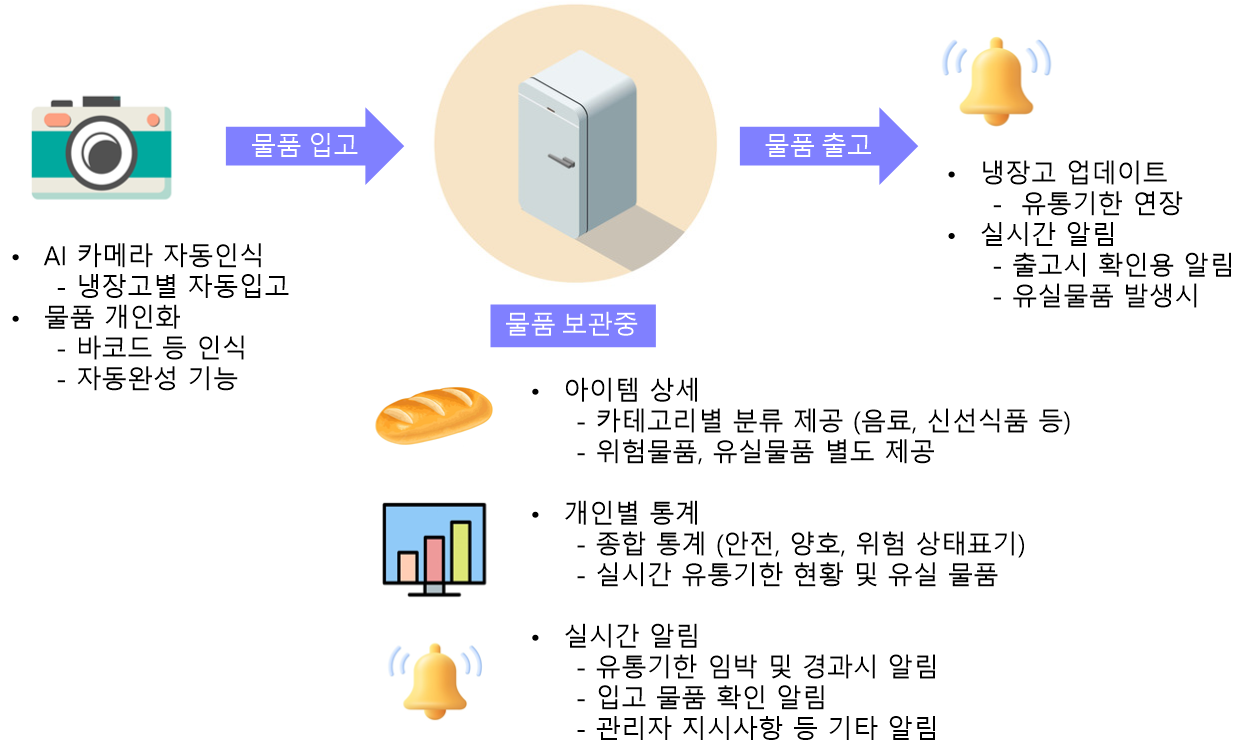 물품 입고
물품 출고
• 냉장고 업데이트
- 유통기한 연장
• 실시간 알림
- 출고시 확인용 알림
- 유실물품 발생시
• AI 카메라 자동인식
- 냉장고별 자동입고
• 물품 개인화
- 바코드 등 인식
- 자동완성 기능
물품 보관중
• 아이템 상세
- 카테고리별 분류 제공 (음료, 신선식품 등)
- 위험물품, 유실물품 별도 제공
• 개인별 통계
- 종합 통계 (안전, 양호, 위험 상태표기)
- 실시간 유통기한 현황 및 유실 물품
• 실시간 알림
- 유통기한 임박 및 경과시 알림
- 입고 물품 확인 알림
- 관리자 지시사항 등 기타 알림